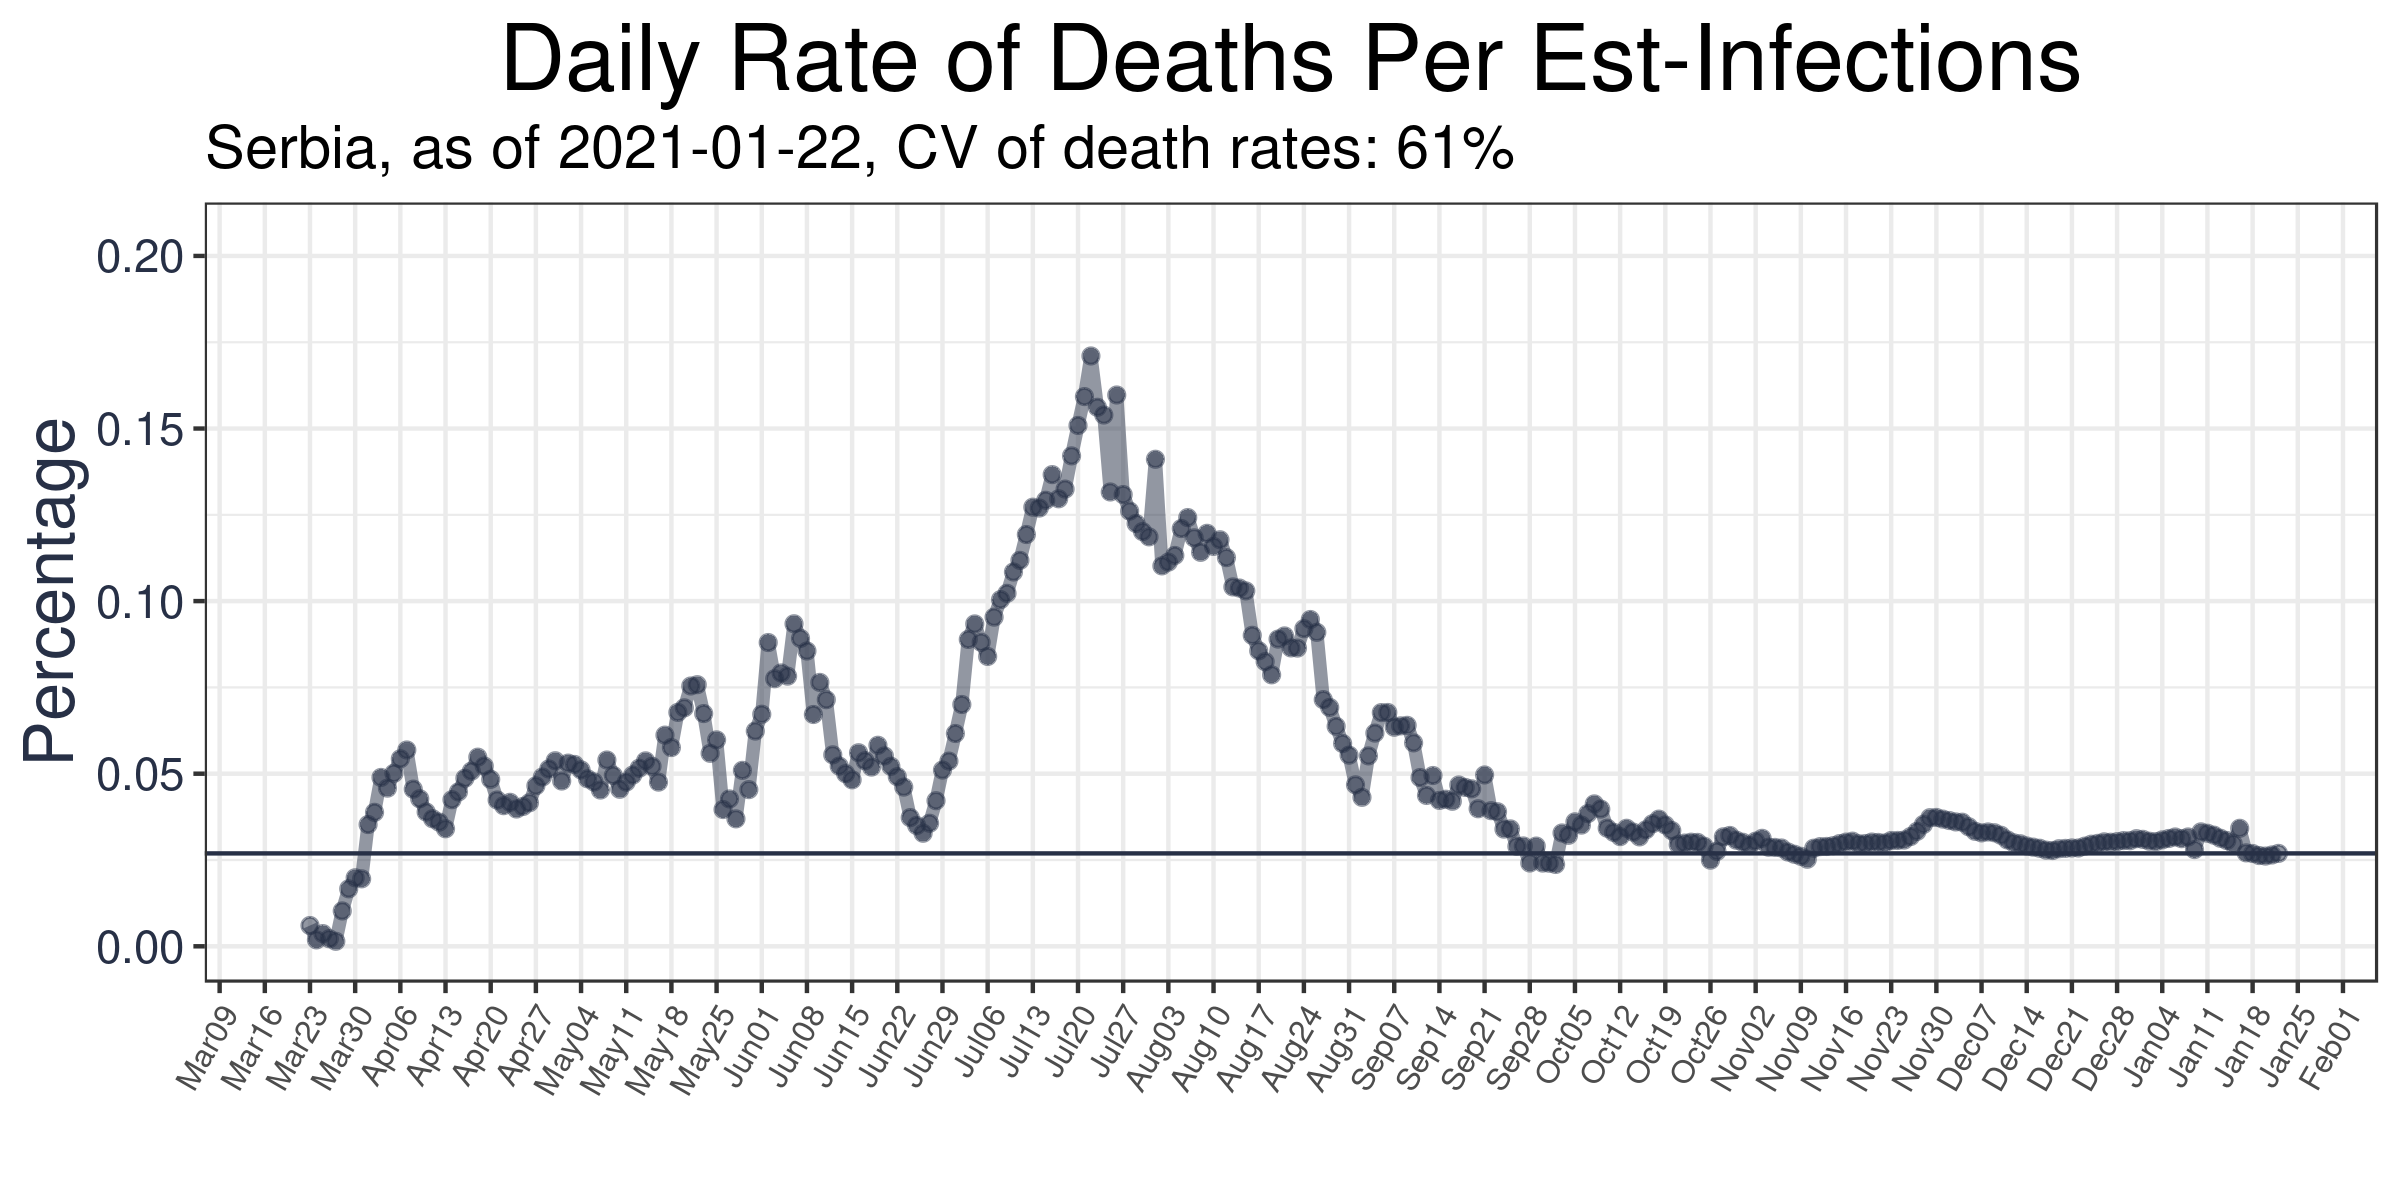 Daily Rate of Deaths Per Est-Infections
Serbia, as of 2021-01-22, CV of death rates: 61%
Percentage
0.20
0.15
0.10
0.05
0.00
Mar09
Mar16
Mar23
Mar30
Apr06
Apr13
Apr20
Apr27
May04
May11
May18
May25
Jun01
Jun08
Jun15
Jun22
Jun29
Jul06
Jul13
Jul20
Jul27
Aug03
Aug10
Aug17
Aug24
Aug31
Sep07
Sep14
Sep21
Sep28
Oct05
Oct12
Oct19
Oct26
Nov02
Nov09
Nov16
Nov23
Nov30
Dec07
Dec14
Dec21
Dec28
Jan04
Jan11
Jan18
Jan25
Feb01